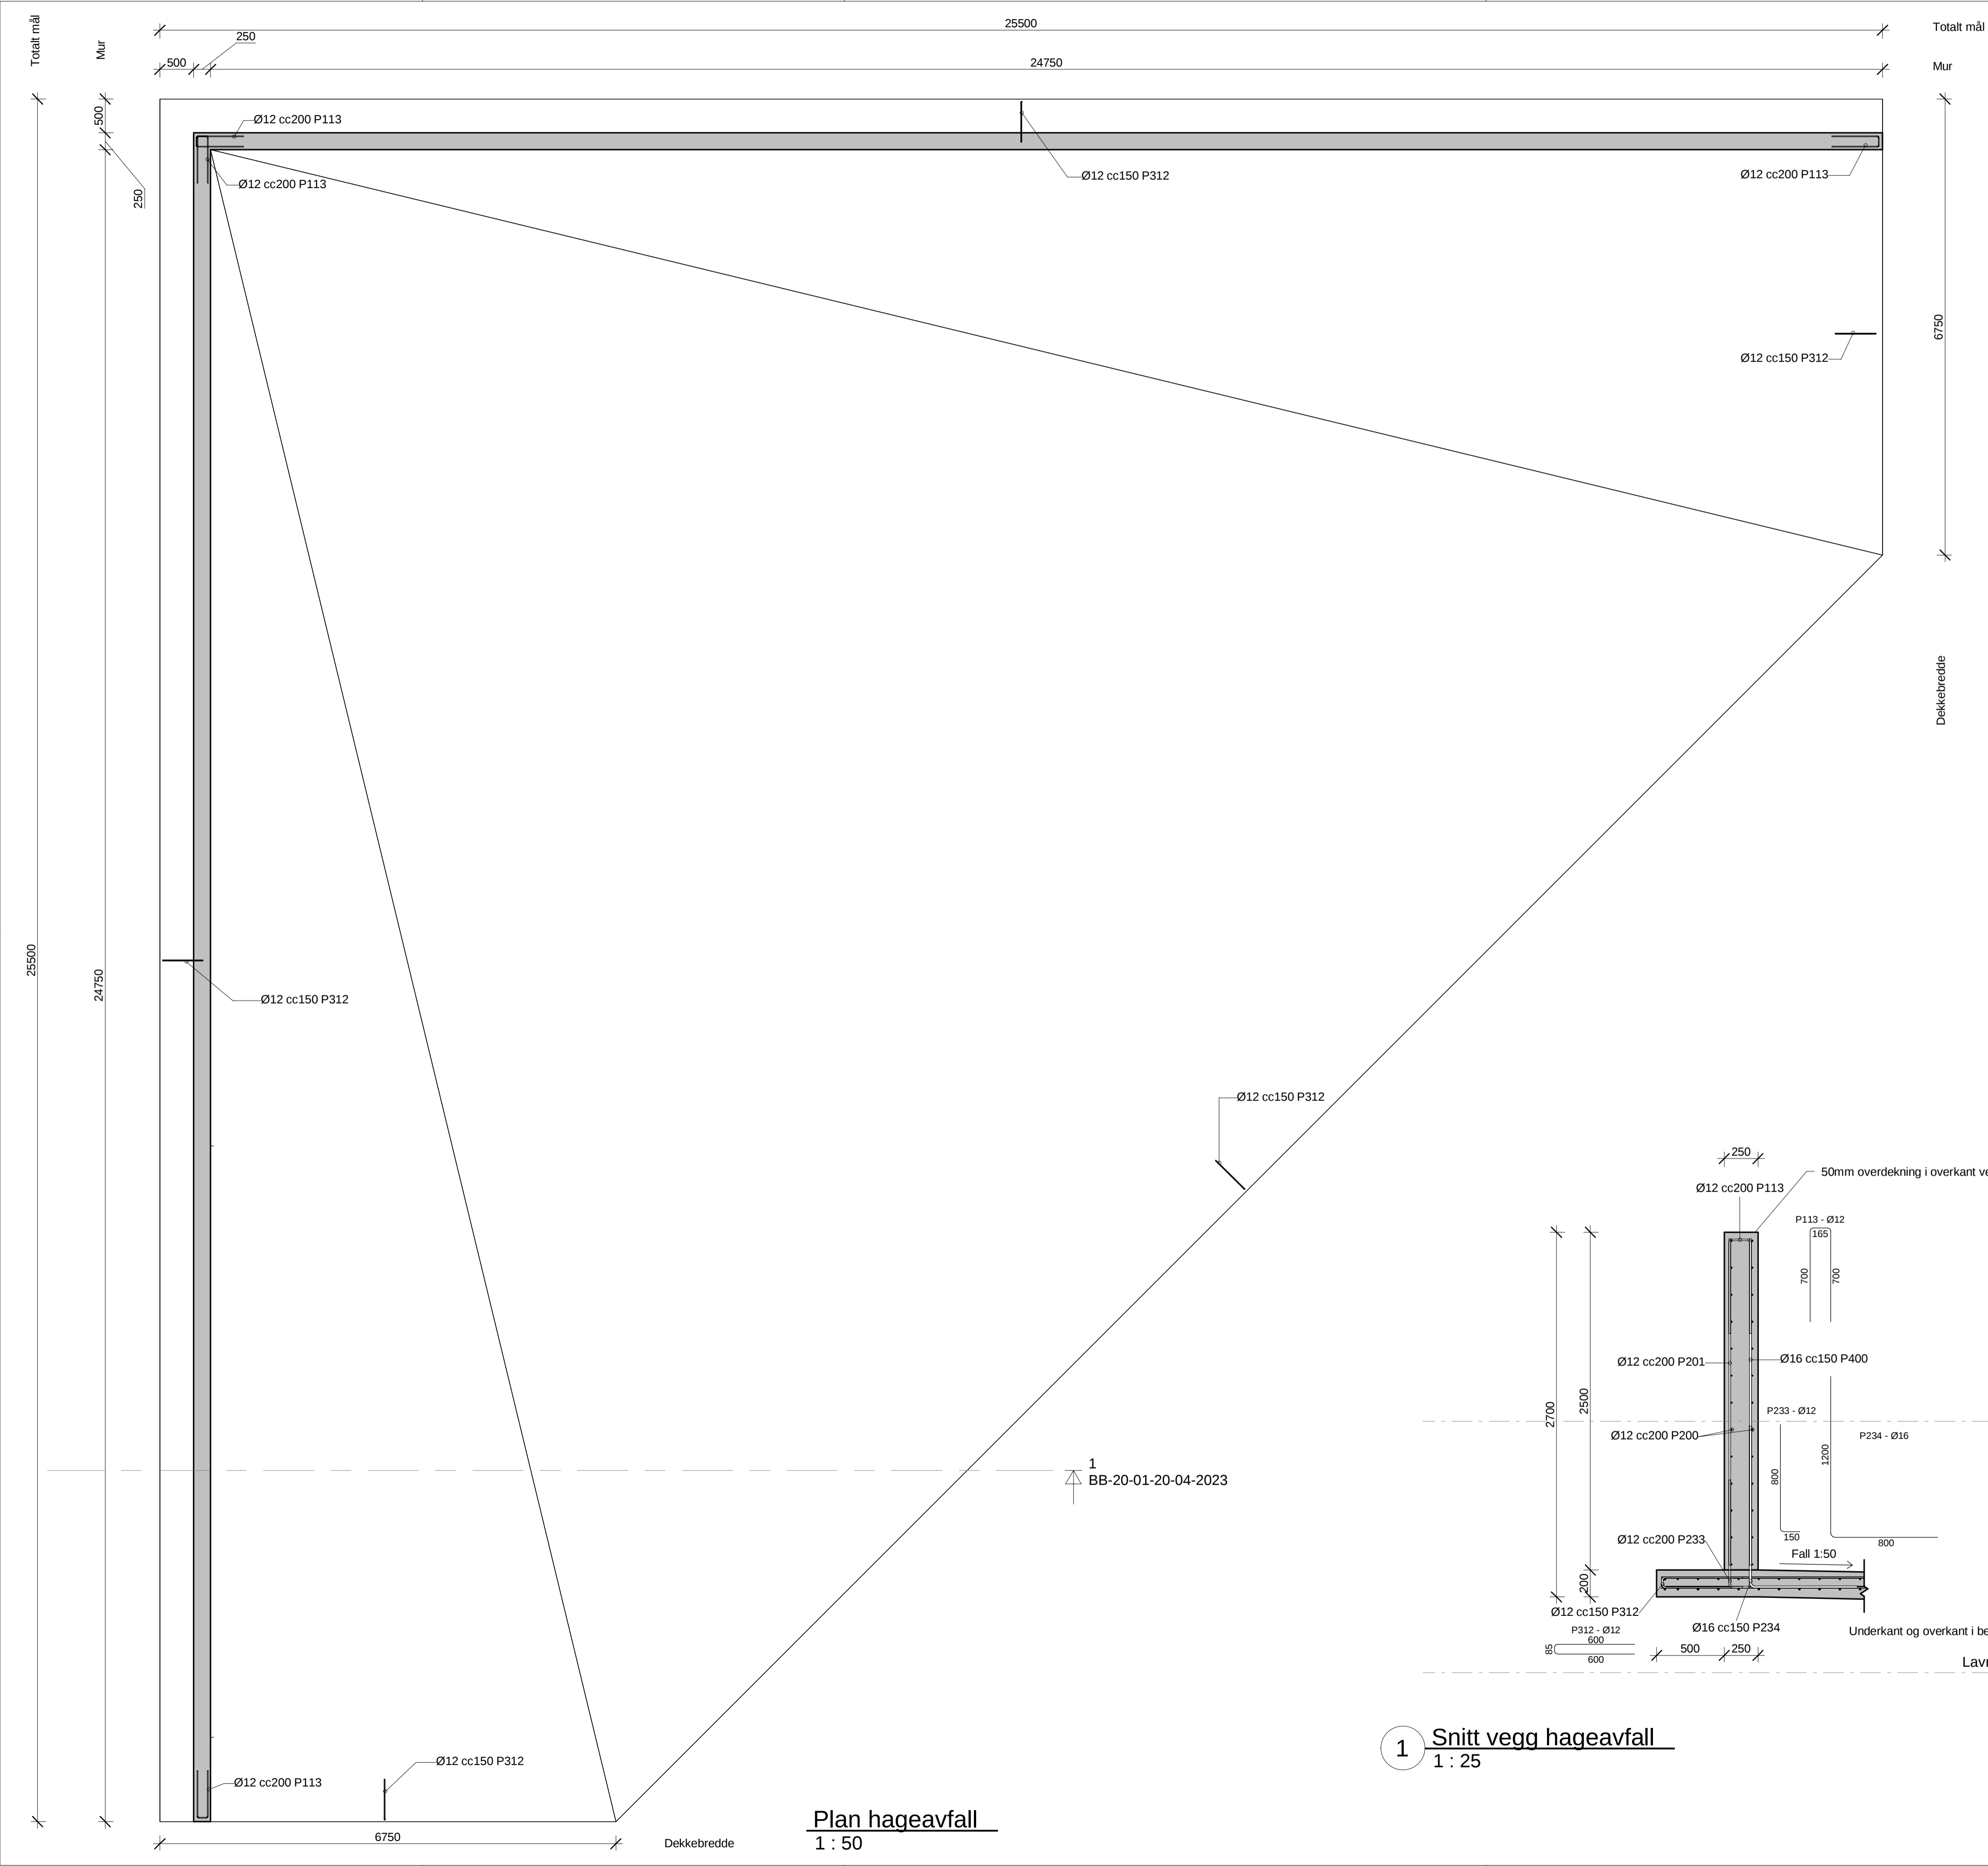 Totalt mål
Mur
25500
Totalt mål
250
500
24750
Mur
500
Ø12 cc200 P113
Ø12 cc150 P312
Ø12 cc200 P113
Ø12 cc200 P113
250
6750
Ø12 cc150 P312
Dekkebredde
25500
24750
Ø12 cc150 P312
Ø12 cc150 P312
1
BB-20-01-20-04-2023
Ø12 cc150 P312
Ø12 cc200 P113
6750
Dekkebredde
Plan hageavfall
1 : 50
250
50mm overdekning i overkant ve
Ø12 cc200 P113
P113 - Ø12
165
700
700
Ø12 cc200 P201
Ø16 cc150 P400
2700
2500
P233 - Ø12
Ø12 cc200 P200
P234 - Ø16
1200
800
150
800
Ø12 cc200 P233
Fall 1:50
200
Ø12 cc150 P312
Ø16 cc150 P234
P312 - Ø12
600
85
600
500
250
Underkant og overkant i be
Lavı
1
Snitt vegg hageavfall
1 : 25